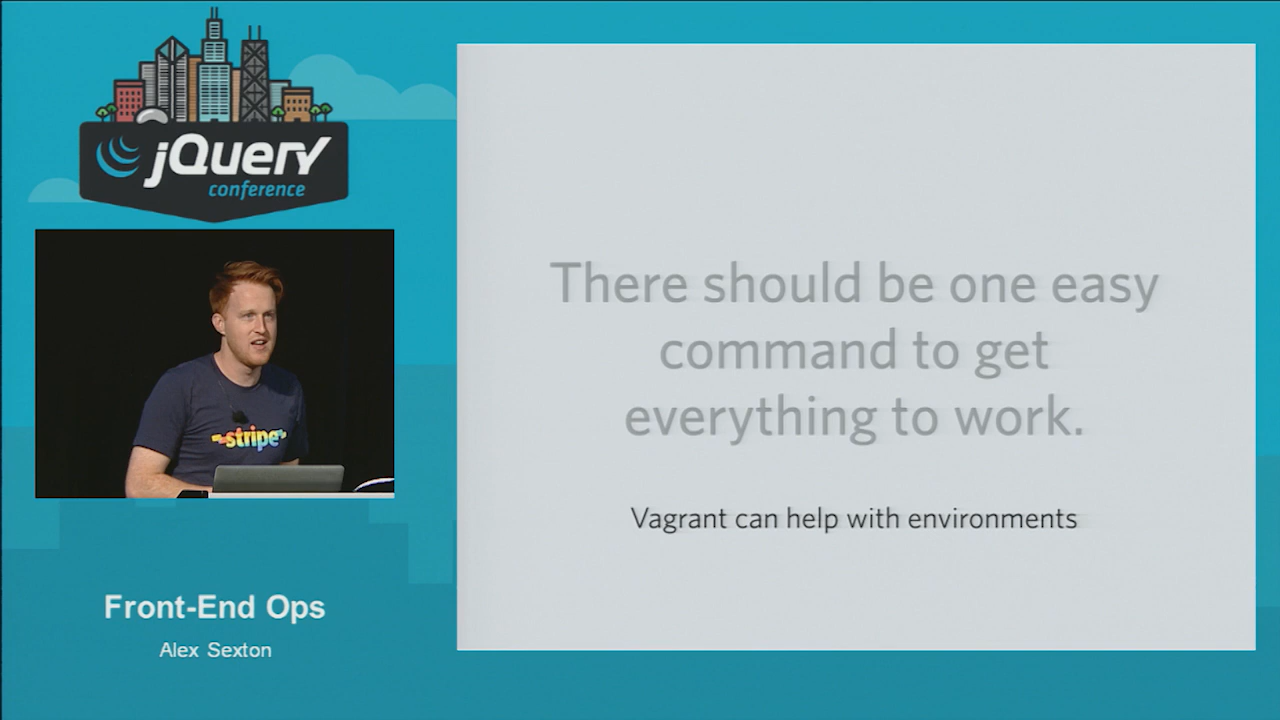 jQuery
conference
stripe
Front-End Ops
Alex Sexton
There should be one easy
command to get
everything to work.
Vagrant can help with environments